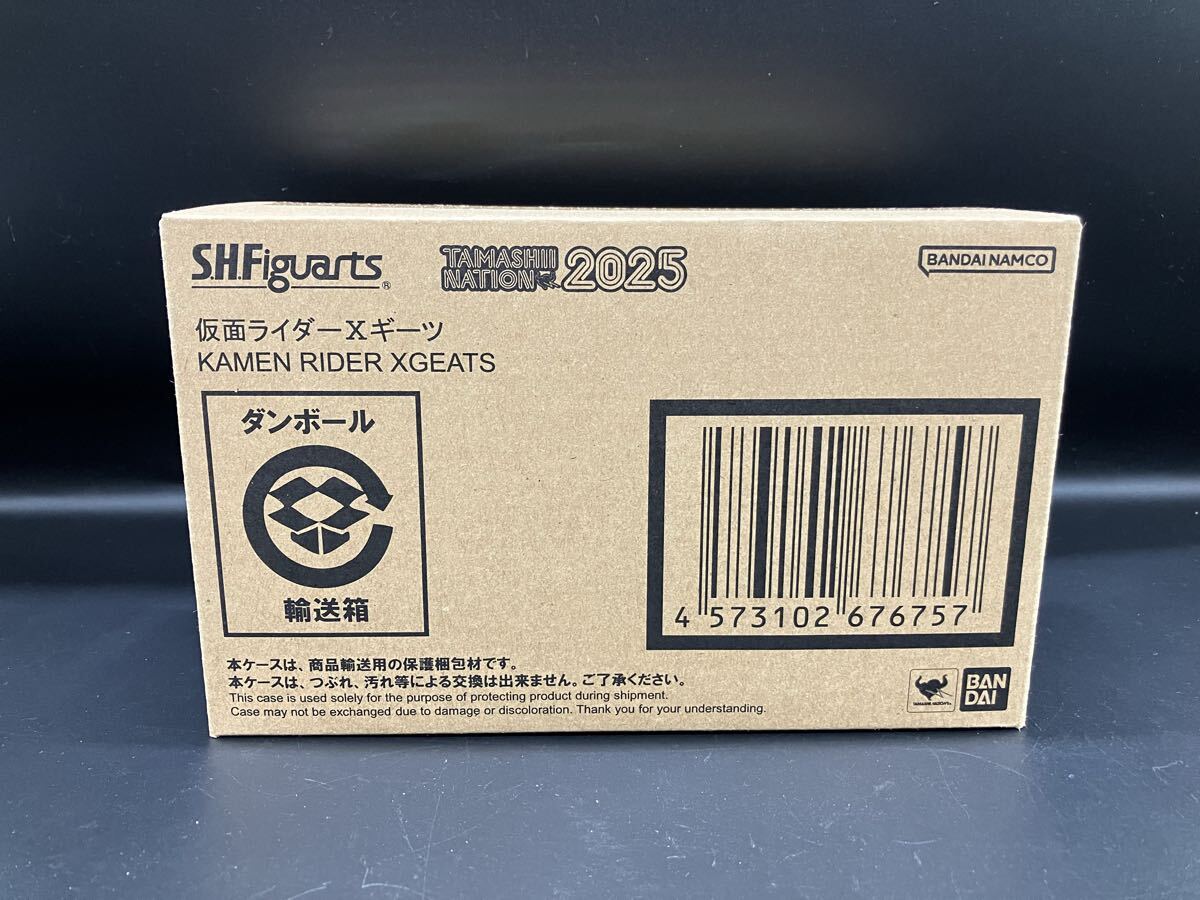 S.H.Figuarts®
TAMASHII NATION 2025
BANDAI NAMCO
仮面ライダーXギーツ
KAMEN RIDER XGEATS
ダンボール
輸送箱
4 573102 676757
本ケースは、商品輸送用の保護梱包材です。
本ケースは、つぶれ、汚れ等による交換は出来ません。ご了承ください。
This case is used solely for the purpose of protecting product during shipment.
Case may not be exchanged due to damage or discoloration. Thank you for your understanding.
TAMASHII NATIONS
BAN
DAI